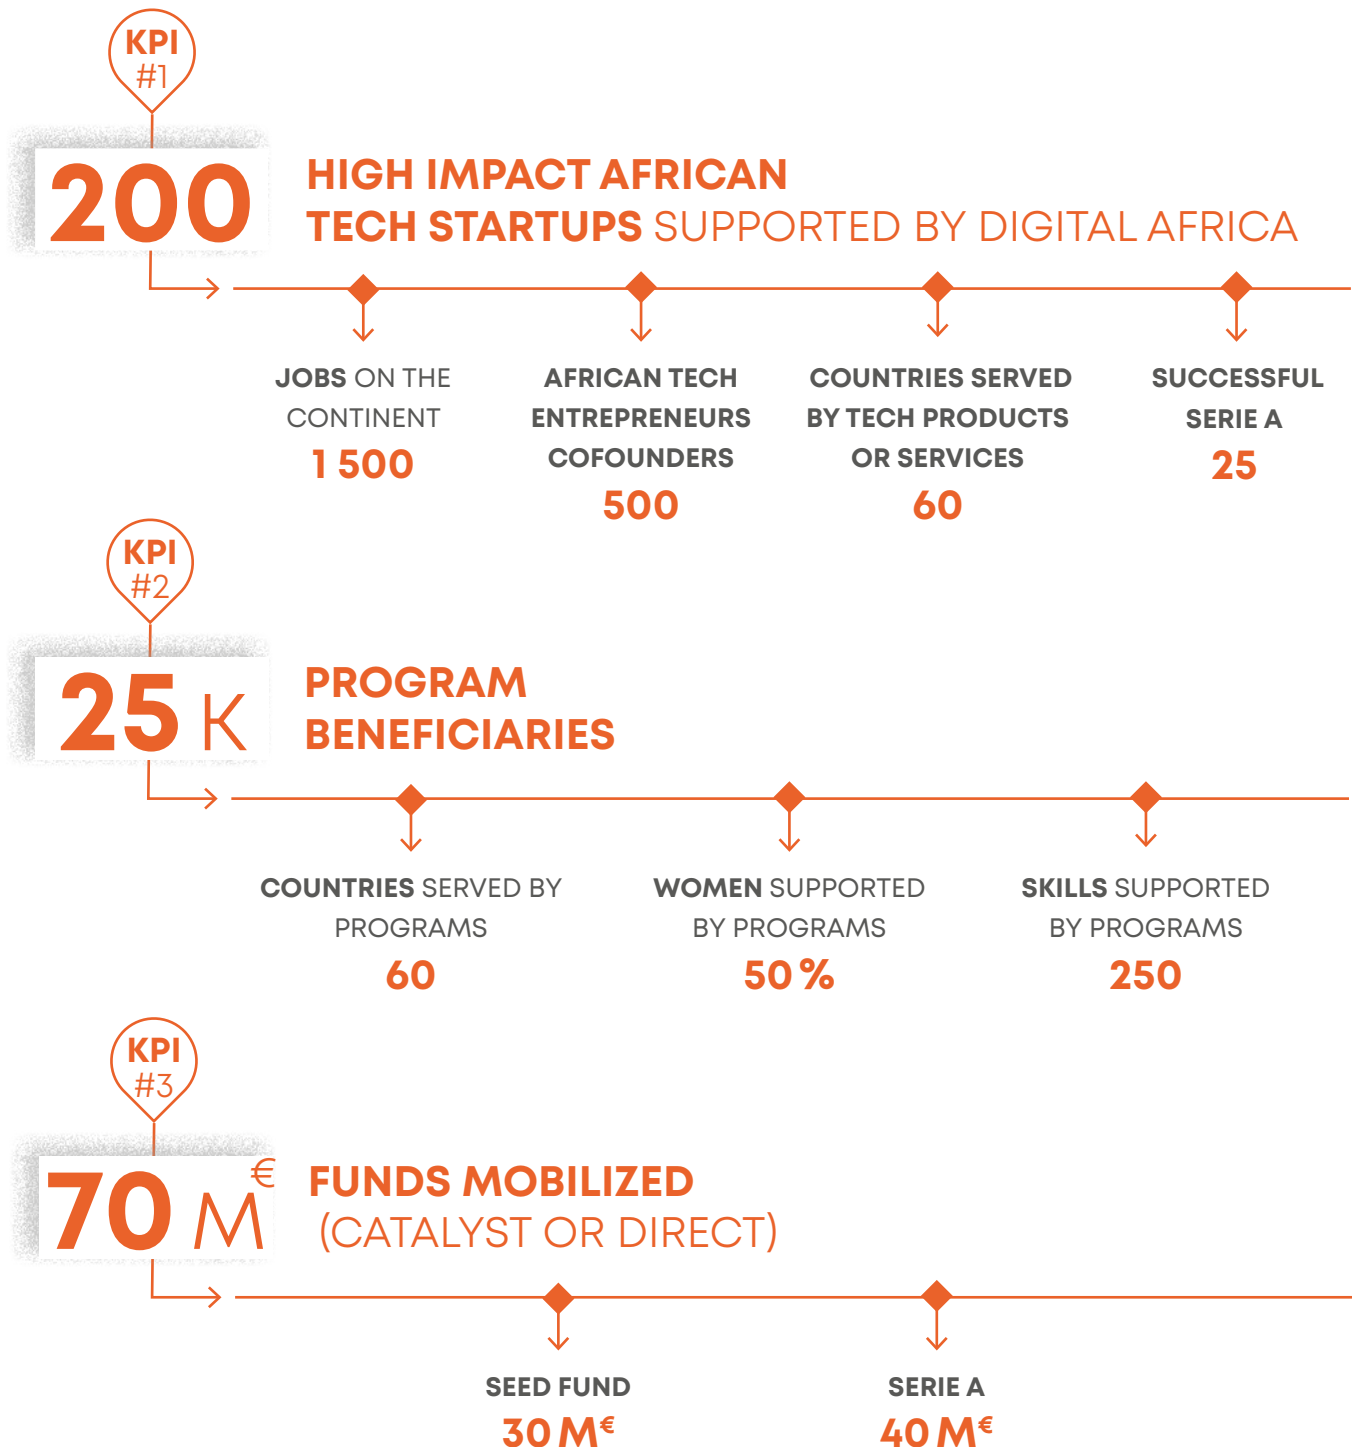 KPI
#1
200
HIGH IMPACT AFRICAN
TECH STARTUPS SUPPORTED BY DIGITAL AFRICA
JOBS ON THE
CONTINENT
1 500
AFRICAN TECH
ENTREPRENEURS
COFOUNDERS
500
COUNTRIES SERVED
BY TECH PRODUCTS
OR SERVICES
60
SUCCESSFUL
SERIE A
25
KPI
#2
25 K
PROGRAM
BENEFICIARIES
COUNTRIES SERVED BY
PROGRAMS
60
WOMEN SUPPORTED
BY PROGRAMS
50 %
SKILLS SUPPORTED
BY PROGRAMS
250
KPI
#3
70 M€
FUNDS MOBILIZED
(CATALYST OR DIRECT)
SEED FUND
30 M€
SERIE A
40 M€